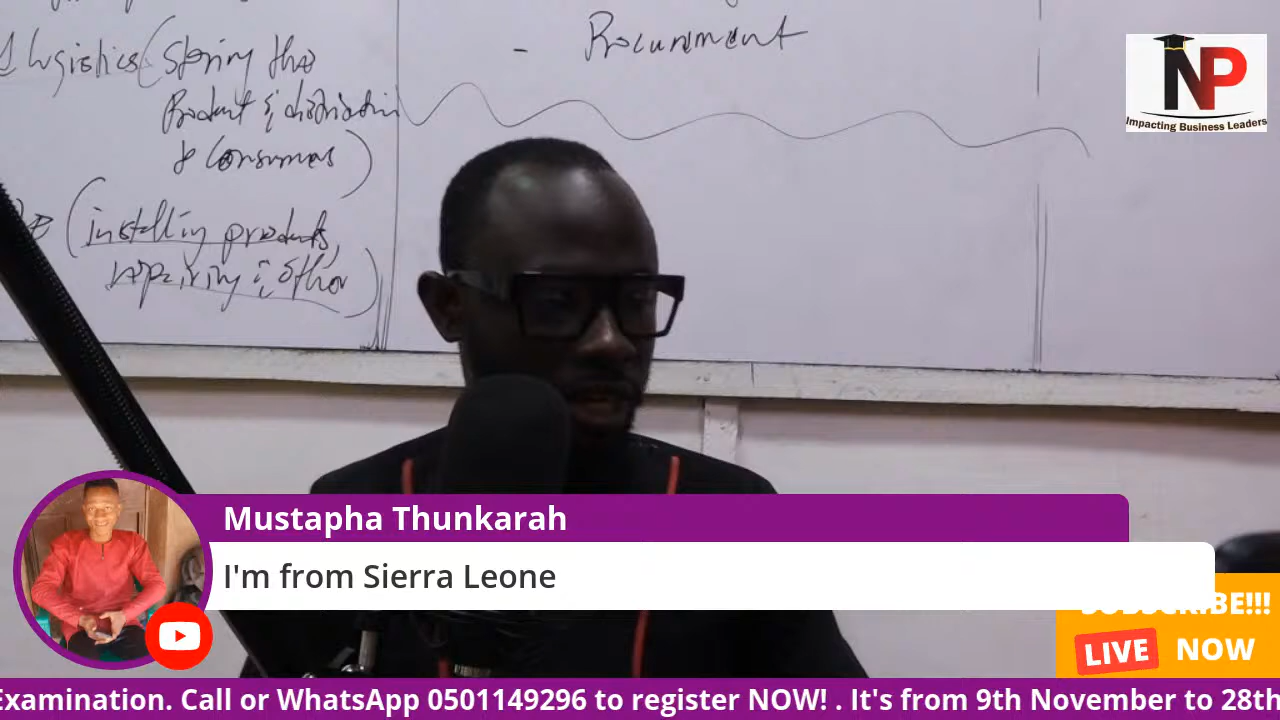 - Procurement
logistics (Storing the
Product & distribution
to Consumers)
(installing products,
repairing & other)
NP
Impacting Business Leaders
Mustapha Thunkarah
I'm from Sierra Leone
SUBSCRIBE!!!
LIVE NOW
Examination. Call or WhatsApp 0501149296 to register NOW! . It's from 9th November to 28th